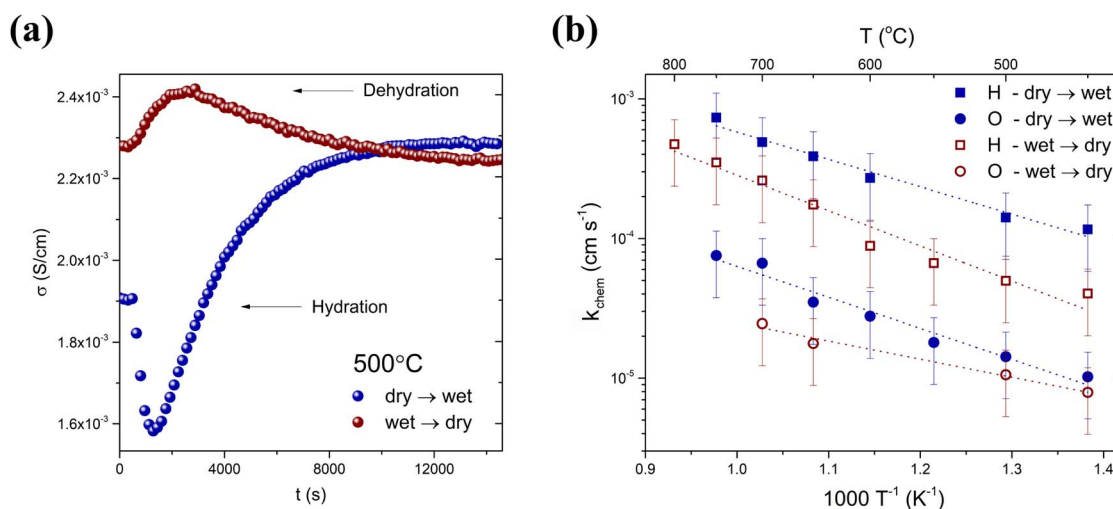 (a)
σ (S/cm)
2.4x10⁻³
2.2x10⁻³
2.0x10⁻³
1.8x10⁻³
1.6x10⁻³
Dehydration
Hydration
500°C
dry → wet
wet → dry
0 4000 8000 12000
t (s)
(b)
T (°C)
800 700 600 500
k_chem (cm s⁻¹)
10⁻³
10⁻⁴
10⁻⁵
H - dry → wet
O - dry → wet
H - wet → dry
O - wet → dry
0.9 1.0 1.1 1.2 1.3 1.4
1000 T⁻¹ (K⁻¹)